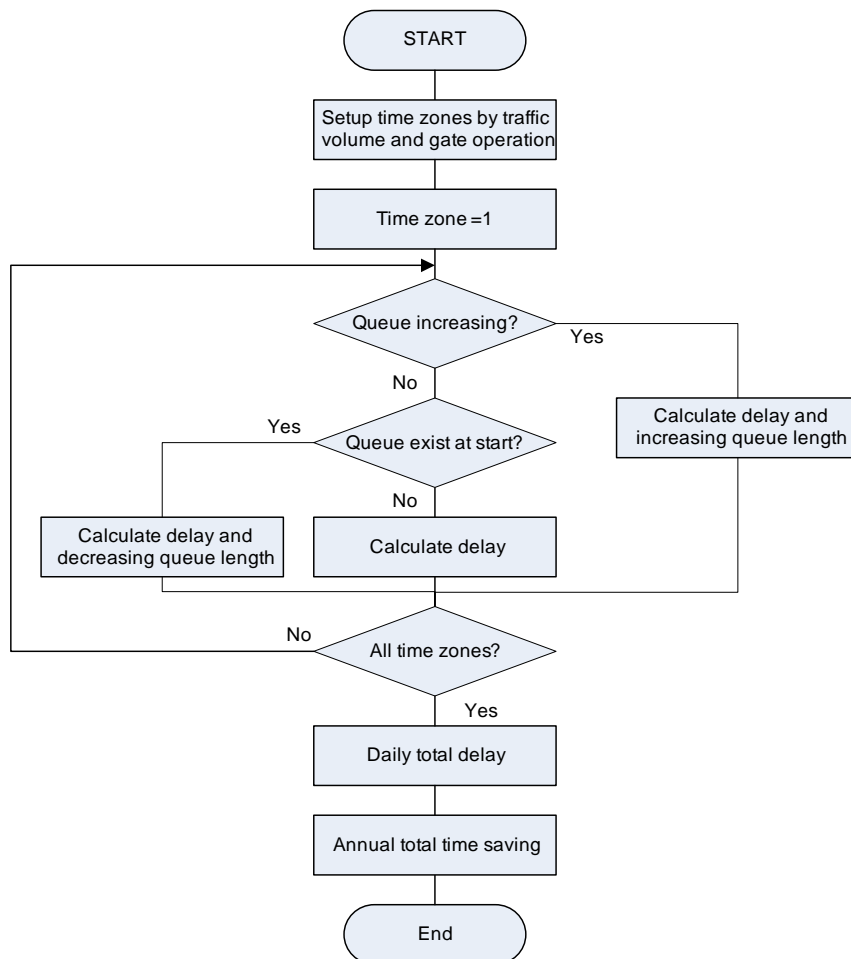 START
Setup time zones by traffic
volume and gate operation
Time zone =1
Queue increasing?
Yes
No
Calculate delay and
increasing queue length
Yes
Queue exist at start?
No
Calculate delay and
decreasing queue length
Calculate delay
No
All time zones?
Yes
Daily total delay
Annual total time saving
End